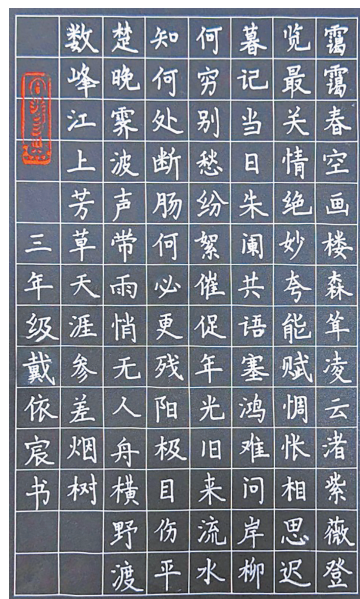 霭霭春空画楼森耸凌云渚紫薇登
览最关情绝妙夸能赋惆怅相思迟
暮记当日朱阑共语塞鸿难问岸柳
何穷别愁纷絮催促年光旧来流水
知何处断肠何必更残阳极目伤平
楚晚霁波声带雨悄无人舟横野渡
数峰江上芳草天涯参差烟树
三年级戴依宸书